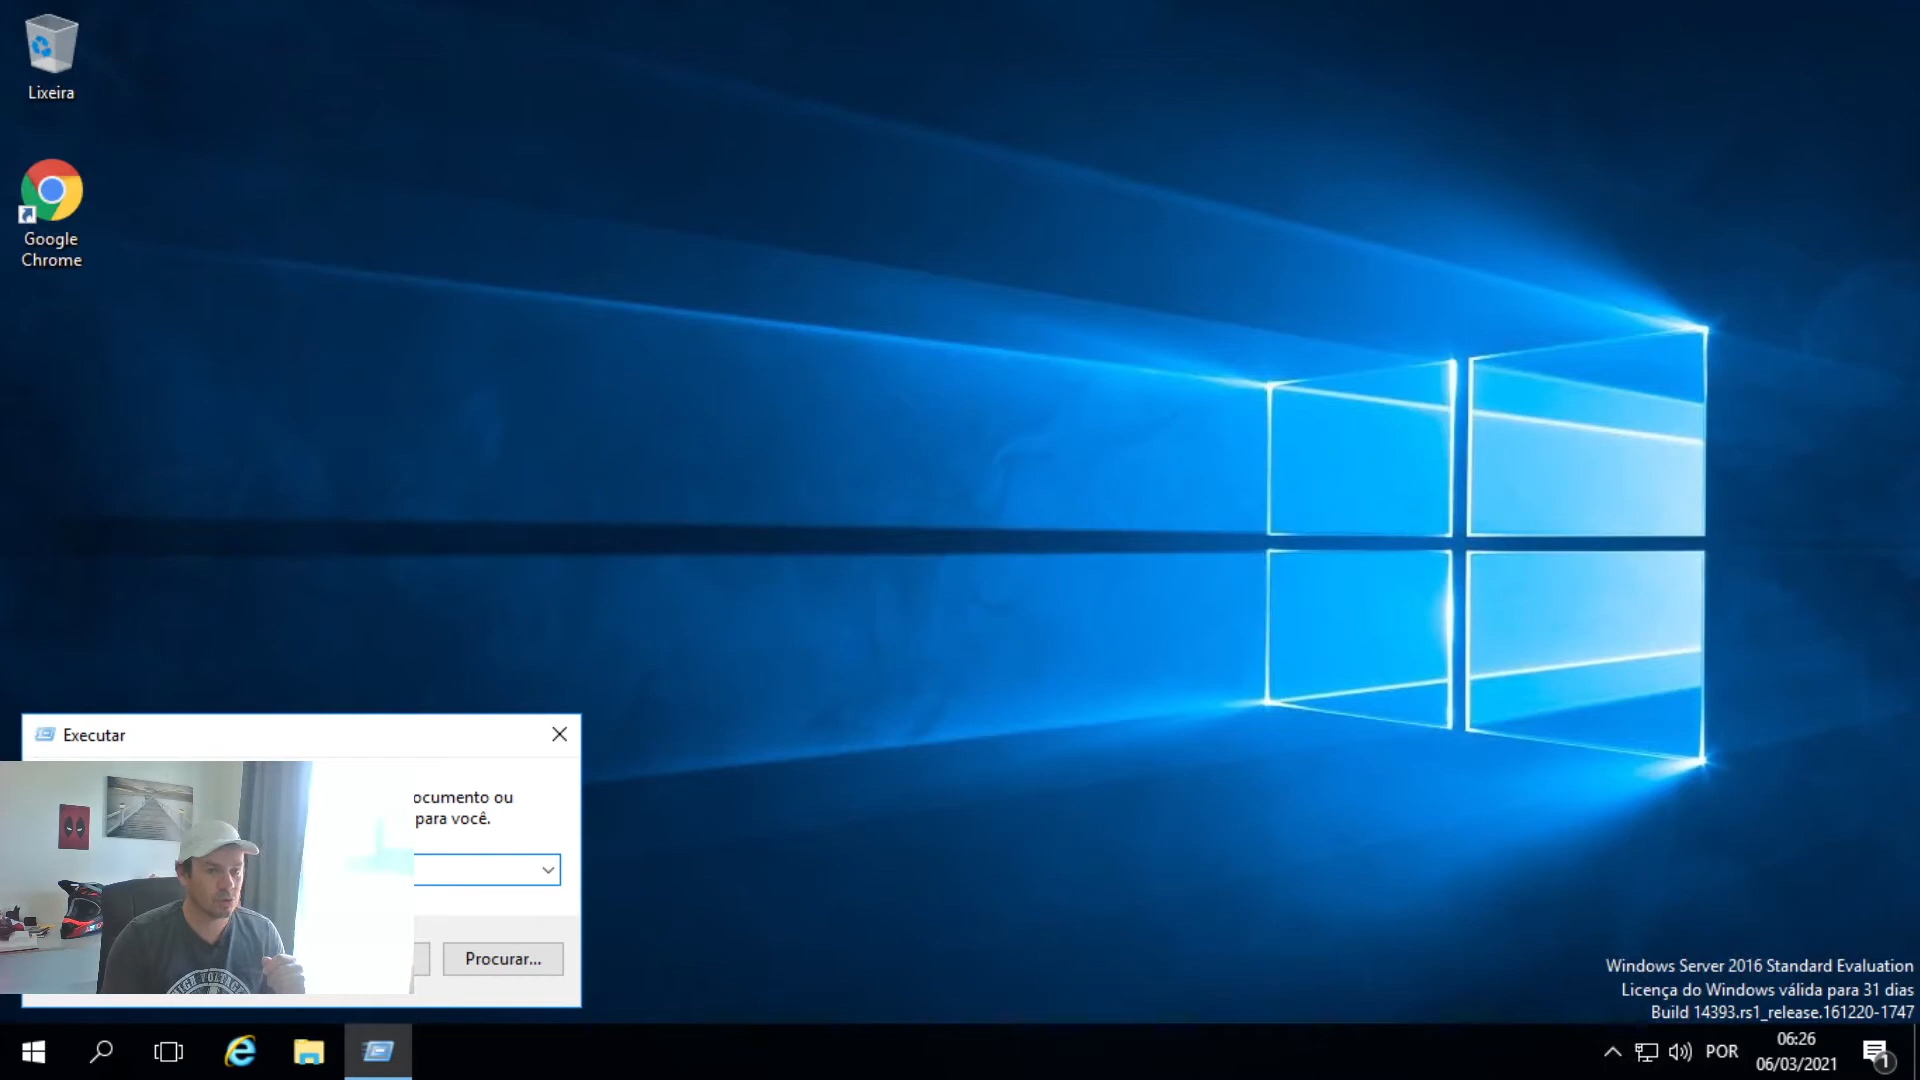 Lixeira
Google
Chrome
Executar
ocumento ou
para você.
Procurar...
Windows Server 2016 Standard Evaluation
Licença do Windows válida para 31 dias
Build 14393.rs1_release.161220-1747
POR
06:26
06/03/2021
1